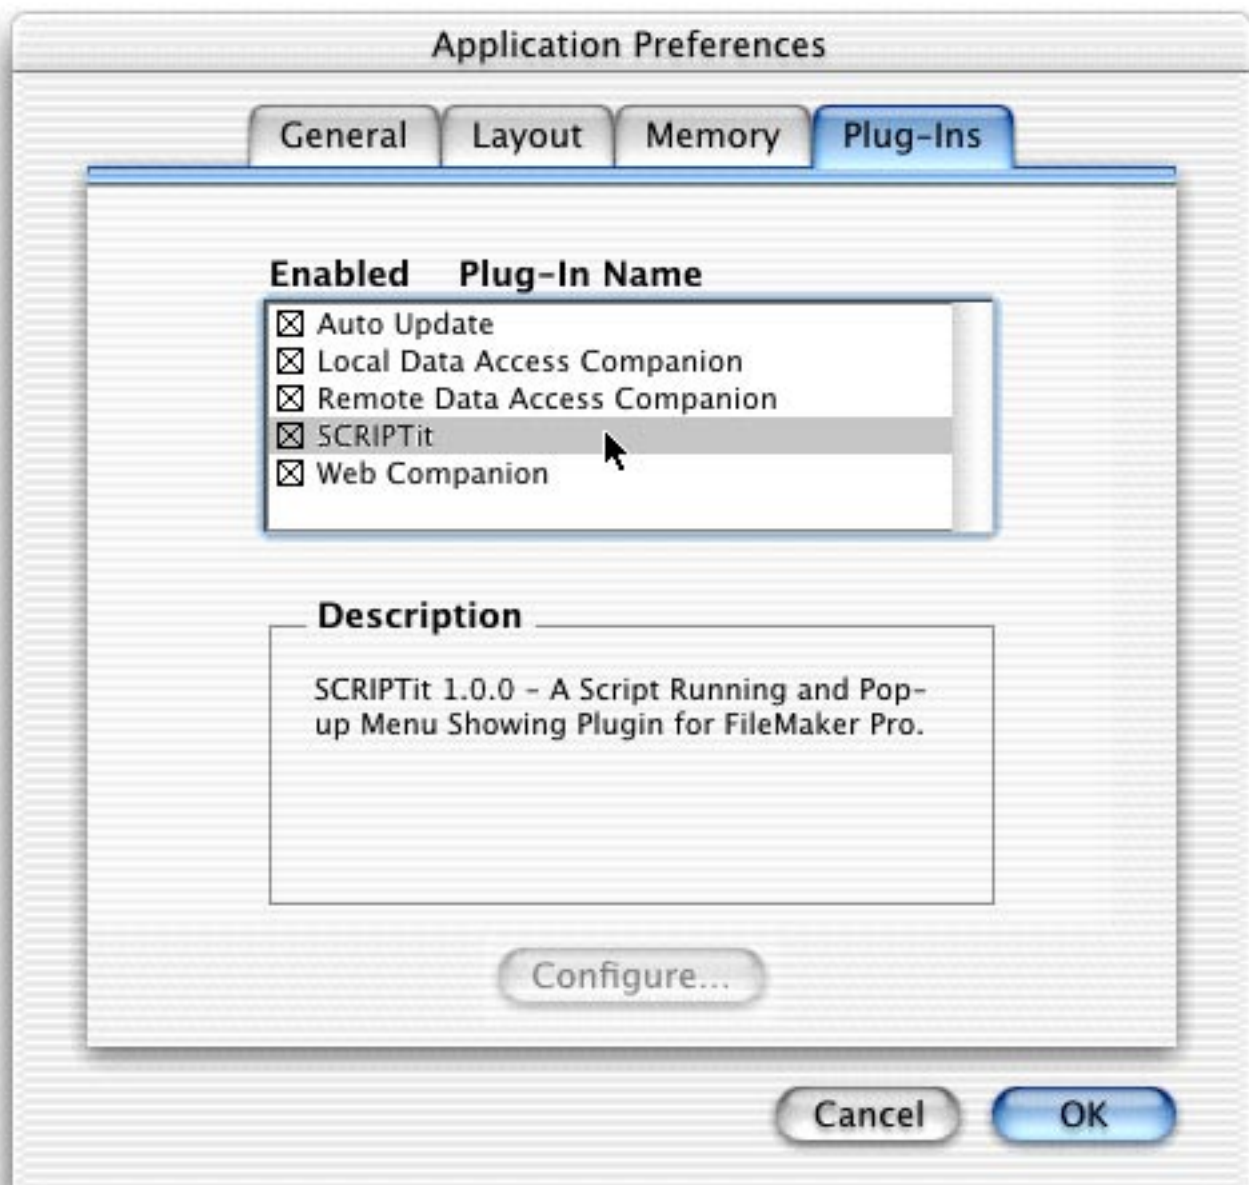 Application Preferences
General Layout Memory Plug-Ins
Enabled Plug-In Name
Auto Update
Local Data Access Companion
Remote Data Access Companion
SCRIPTit
Web Companion
Description
SCRIPTit 1.0.0 - A Script Running and Pop-
up Menu Showing Plugin for FileMaker Pro.
Configure...
Cancel OK